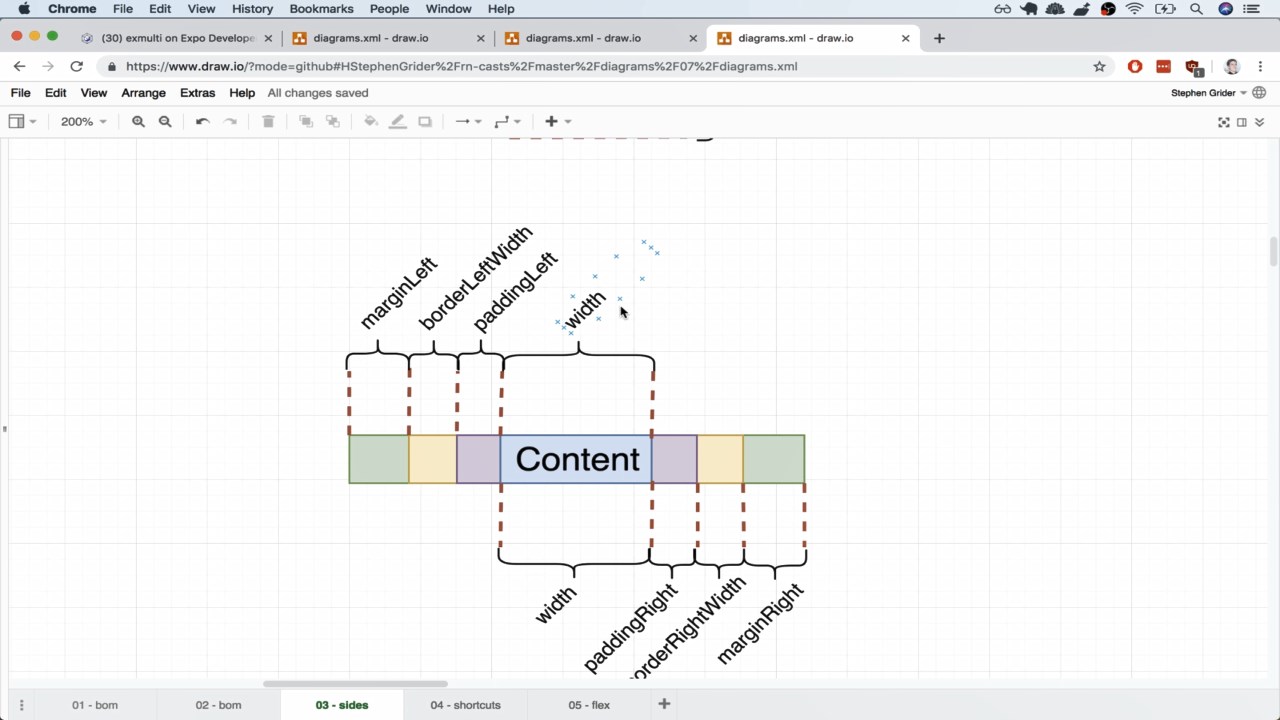 Chrome File Edit View History Bookmarks People Window Help
(30) exmulti on Expo Develope
diagrams.xml - draw.io
diagrams.xml - draw.io
diagrams.xml - draw.io
https://www.draw.io/?mode=github#HStephenGrider%2Frn-casts%2Fmaster%2Fdiagrams%2F07%2Fdiagrams.xml
1
File Edit View Arrange Extras Help All changes saved
Stephen Grider
200%
marginLeft
borderLeftWidth
paddingLeft
width
Content
width
paddingRight
orderRightWidth
marginRight
01 - bom
02 - bom
03 - sides
04 - shortcuts
05 - flex